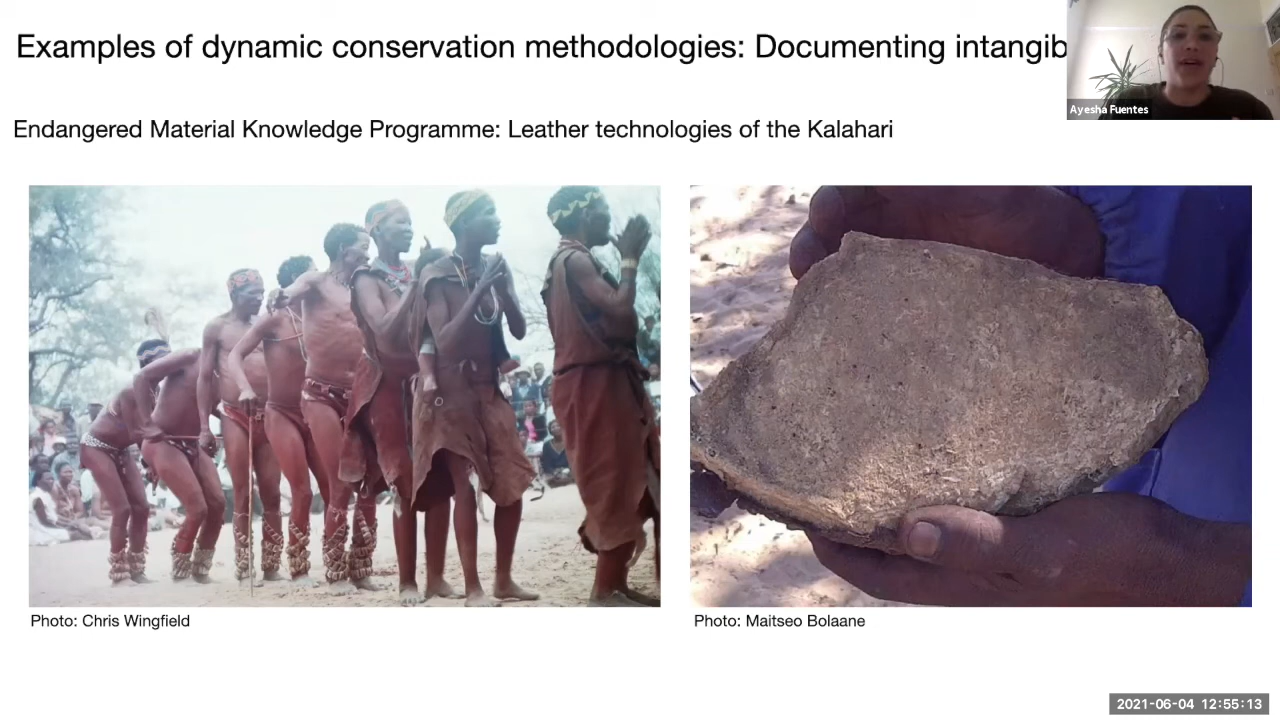 Examples of dynamic conservation methodologies: Documenting
Ayesha Fuentes
Endangered Material Knowledge Programme: Leather technologies of the Kalahari
Photo: Chris Wingfield
Photo: Maitseo Bolaane
2021-06-04 12:55:13